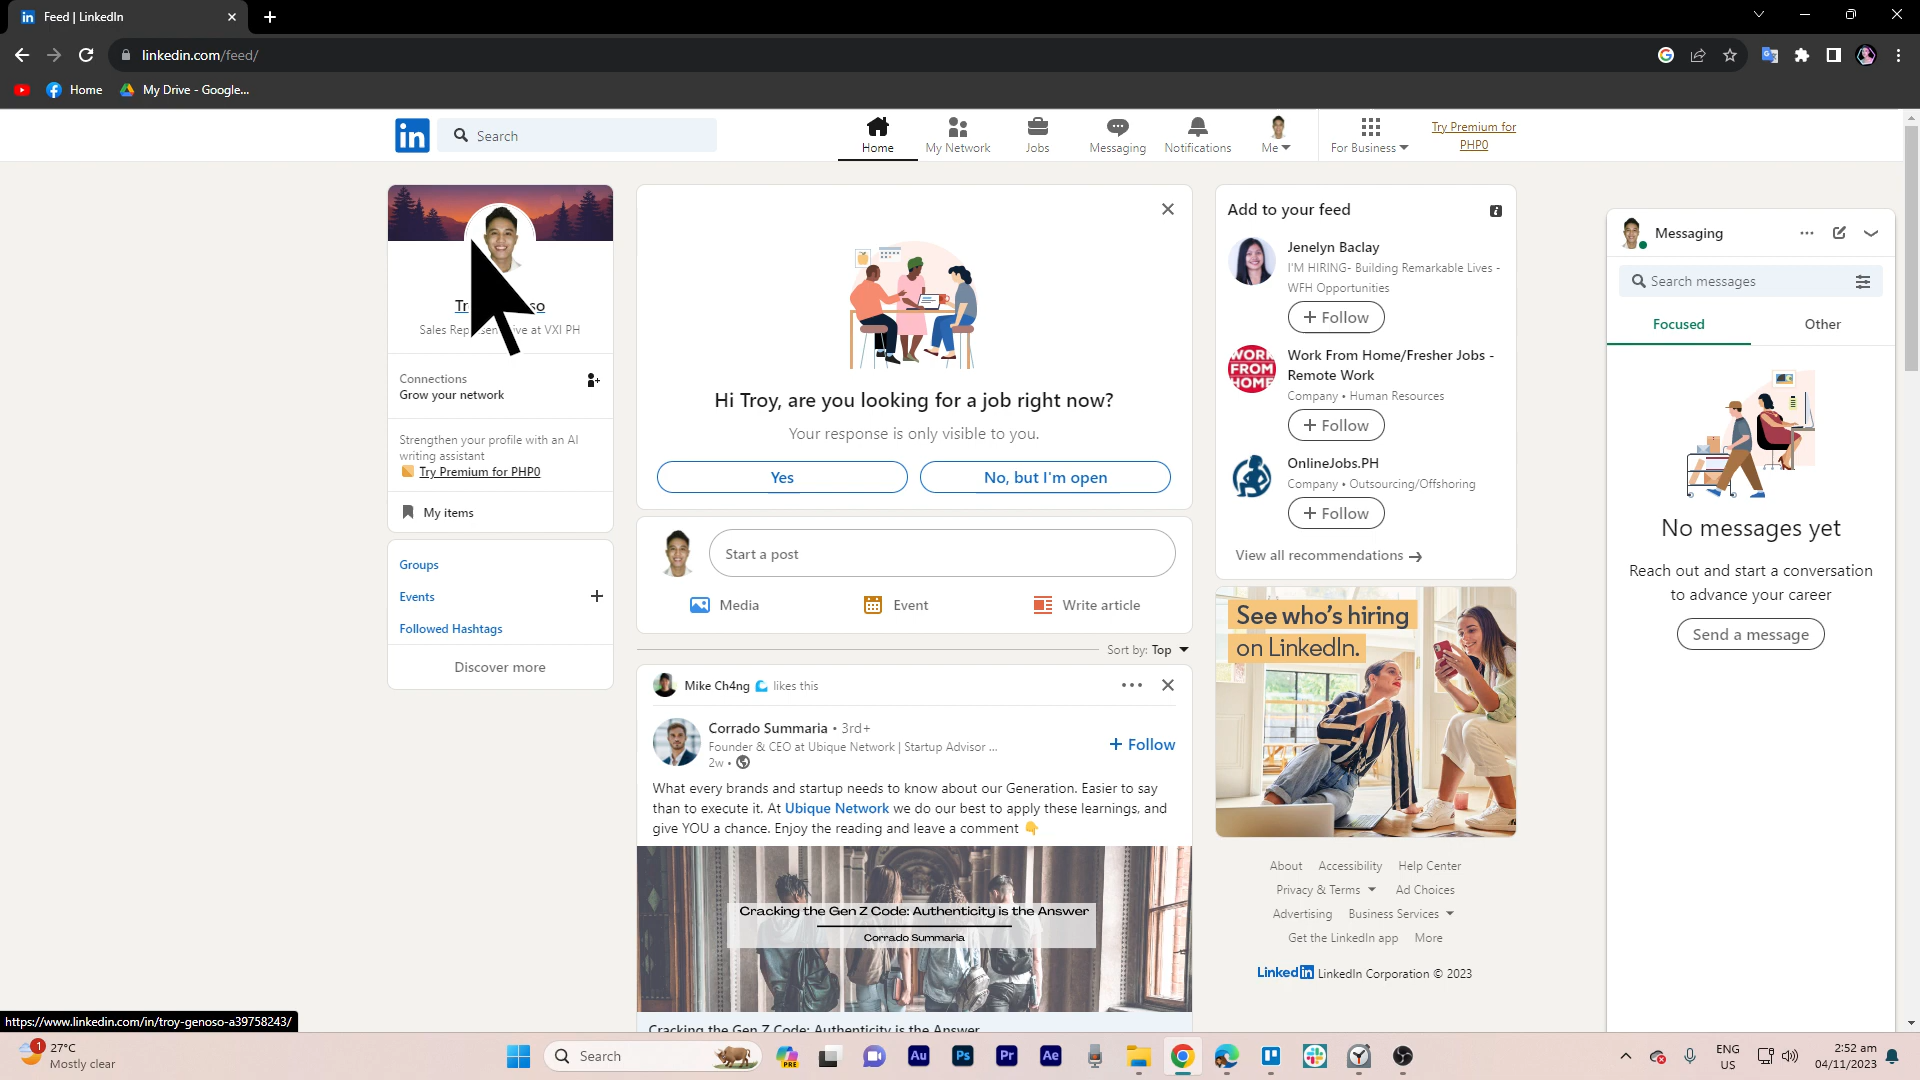 Feed | LinkedIn
linkedin.com/feed/
Home
My Drive - Google...
in
Search
Home
My Network
Jobs
Messaging
Notifications
Me
For Business
Try Premium for
PHP0
Sales Rep
ve at VXI PH
Connections
Grow your network
Strengthen your profile with an AI
writing assistant
Try Premium for PHP0
My items
Groups
Events
Followed Hashtags
Discover more
Hi Troy, are you looking for a job right now?
Your response is only visible to you.
Yes
No, but I'm open
Start a post
Media
Event
Write article
Sort by: Top
Mike Ch4ng 🌊 likes this
Corrado Summaria • 3rd+
Founder & CEO at Ubique Network | Startup Advisor ...
2w •
+ Follow
What every brands and startup needs to know about our Generation. Easier to say
than to execute it. At Ubique Network we do our best to apply these learnings, and
give YOU a chance. Enjoy the reading and leave a comment 👇
Cracking the Gen Z Code: Authenticity is the Answer
Corrado Summaria
Cracking the Gen Z Code: Authenticity is the Answer
Add to your feed
Jenelyn Baclay
I'M HIRING- Building Remarkable Lives -
WFH Opportunities
+ Follow
WORK
FROM
HOME
Work From Home/Fresher Jobs -
Remote Work
Company • Human Resources
+ Follow
OnlineJobs.PH
Company • Outsourcing/Offshoring
+ Follow
View all recommendations →
See who's hiring
on LinkedIn.
About Accessibility Help Center
Privacy & Terms Ad Choices
Advertising Business Services
Get the LinkedIn app More
LinkedIn LinkedIn Corporation © 2023
Messaging
Search messages
Focused
Other
No messages yet
Reach out and start a conversation
to advance your career
Send a message
https://www.linkedin.com/in/troy-genoso-a39758243/
1
27°C
Mostly clear
Search
PRE
Au
Ps
Pr
Ae
ENG
US
2:52 am
04/11/2023